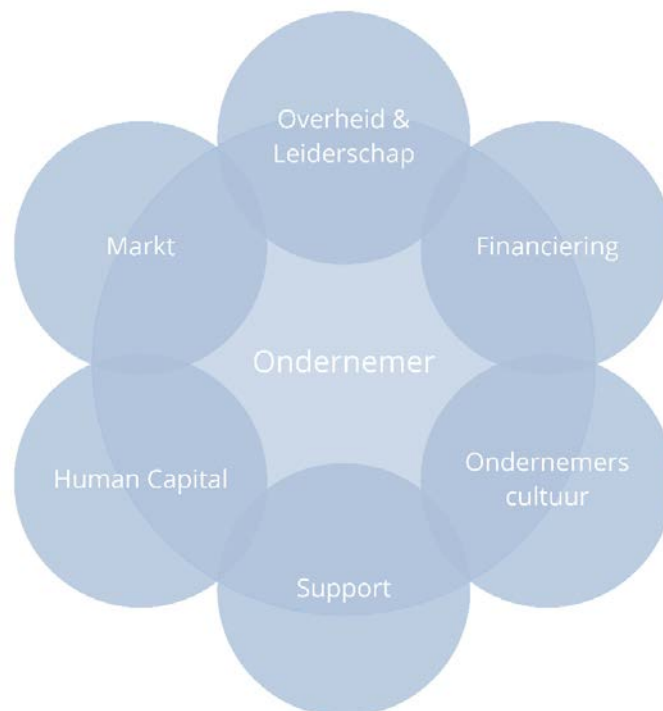 Overheid &
Leiderschap
Markt
Financiering
Ondernemer
Human Capital
Ondernemers
cultuur
Support